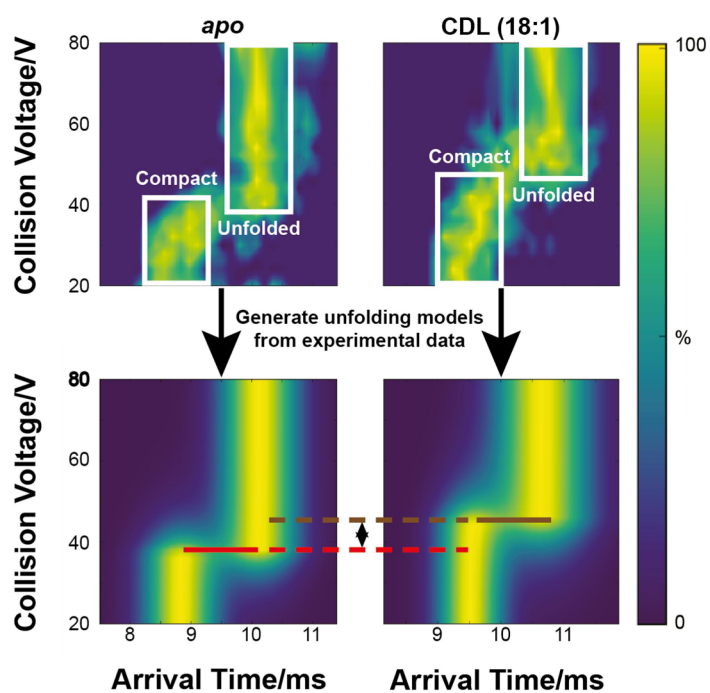 apo
CDL (18:1)
Collision Voltage/V
80
60
40
20
Compact
Unfolded
Compact
Unfolded
100
%
0
Generate unfolding models
from experimental data
Collision Voltage/V
80
60
40
20
8
9
10
11
9
10
11
Arrival Time/ms
Arrival Time/ms